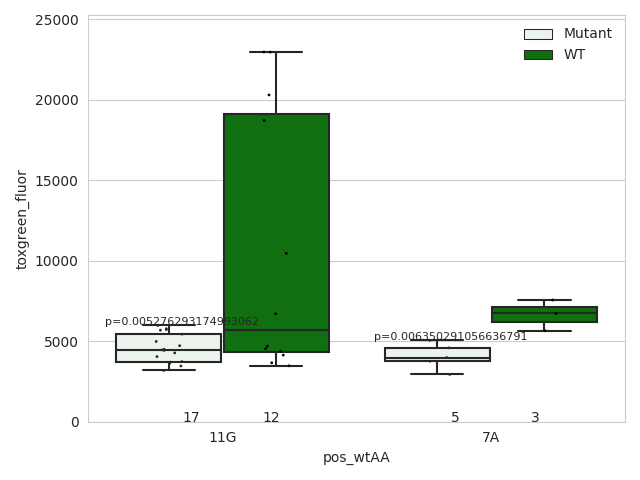 25000
20000
15000
10000
5000
0
toxgreen_fluor
Mutant
WT
p=0.005276293174993062
p=0.006350291056636791
17 12 5 3
11G 7A
pos_wtAA